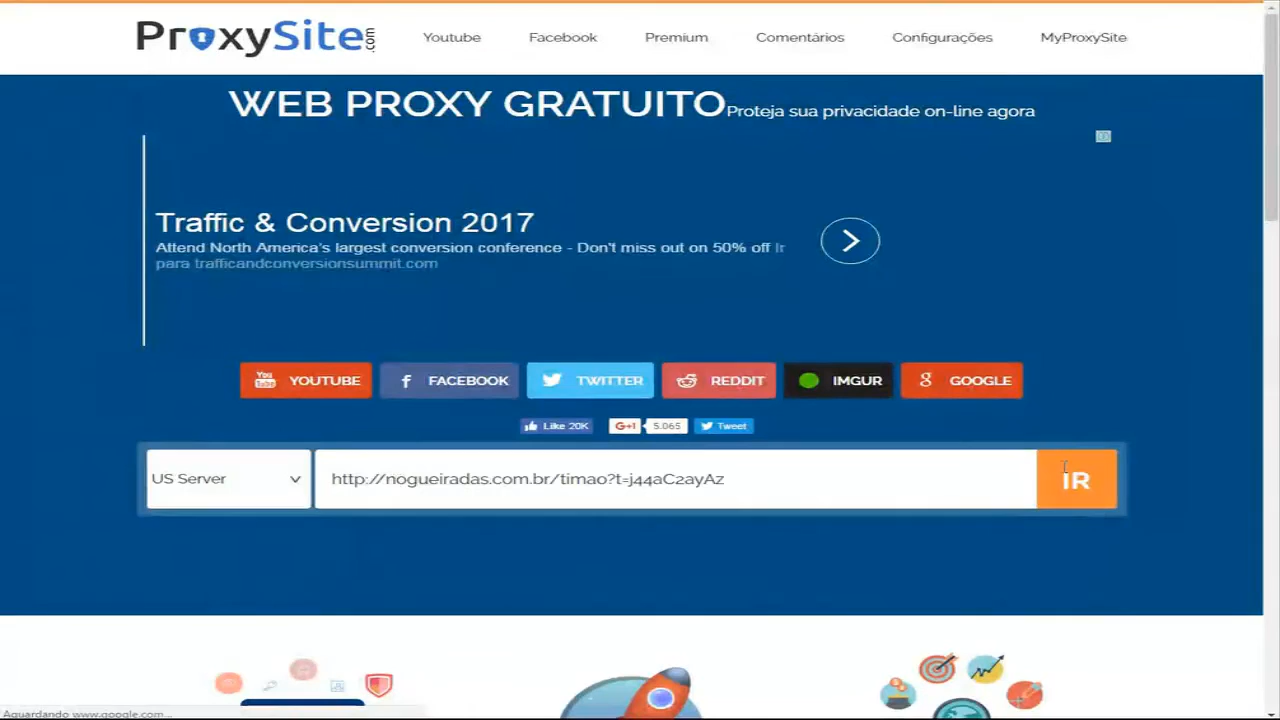 ProxySite.com
Youtube Facebook Premium Comentários Configurações MyProxySite
WEB PROXY GRATUITO Proteja sua privacidade on-line agora
Traffic & Conversion 2017
Attend North America's largest conversion conference - Don't miss out on 50% off Ir
para trafficandconversionsummit.com
You Tube YOUTUBE f FACEBOOK TWITTER REDDIT IMGUR 8 GOOGLE
Like 20K G+1 5.065 Tweet
US Server http://nogueiradas.com.br/timao?t=j44aC2ayAz IR
Aguardando www.google.com...